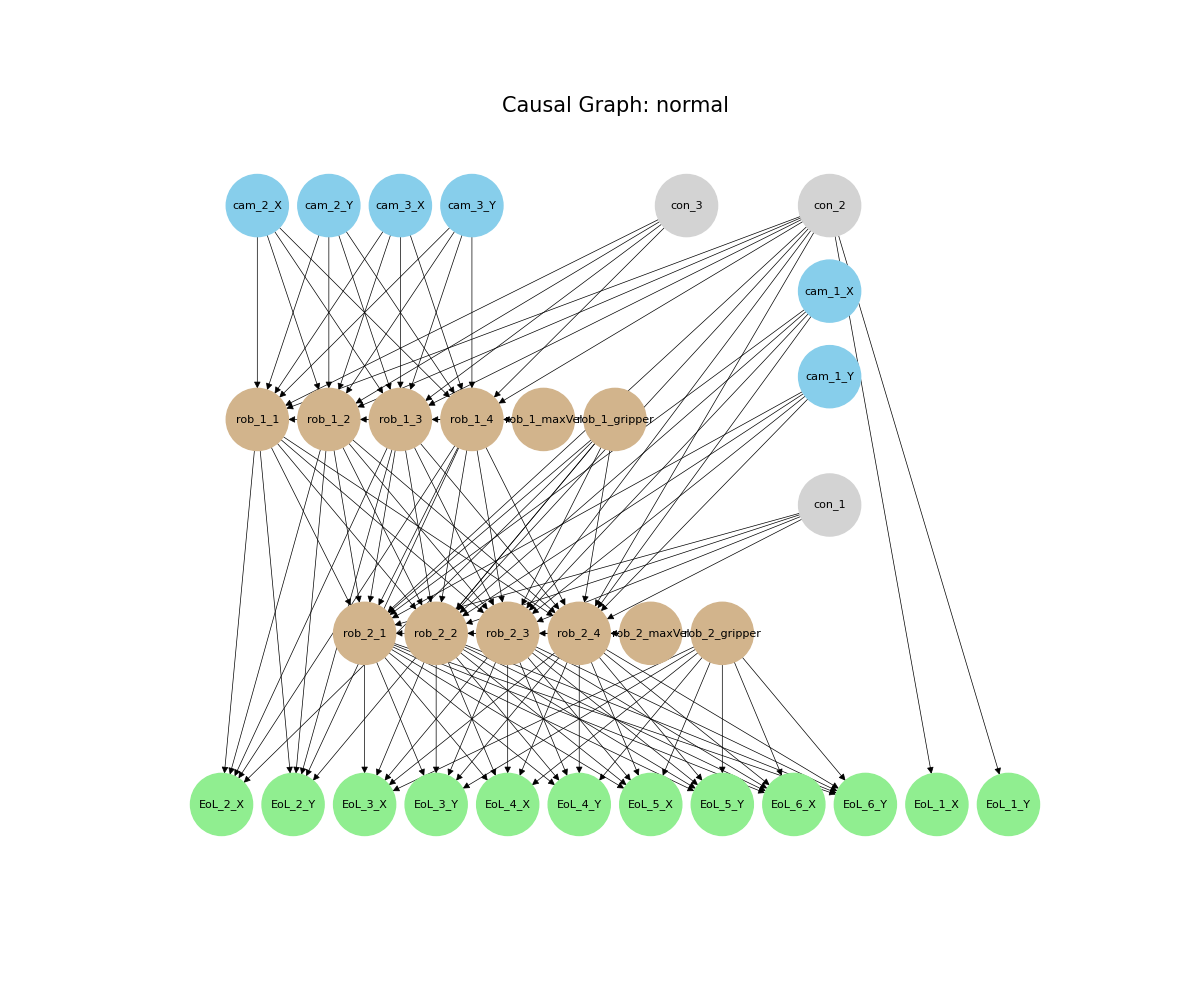 Causal Graph: normal
cam_2_X
cam_2_Y
cam_3_X
cam_3_Y
con_3
con_2
cam_1_X
cam_1_Y
rob_1_1
rob_1_2
rob_1_3
rob_1_4
rob_1_maxVel
rob_1_gripper
con_1
rob_2_1
rob_2_2
rob_2_3
rob_2_4
rob_2_maxVel
rob_2_gripper
EoL_2_X
EoL_2_Y
EoL_3_X
EoL_3_Y
EoL_4_X
EoL_4_Y
EoL_5_X
EoL_5_Y
EoL_6_X
EoL_6_Y
EoL_1_X
EoL_1_Y